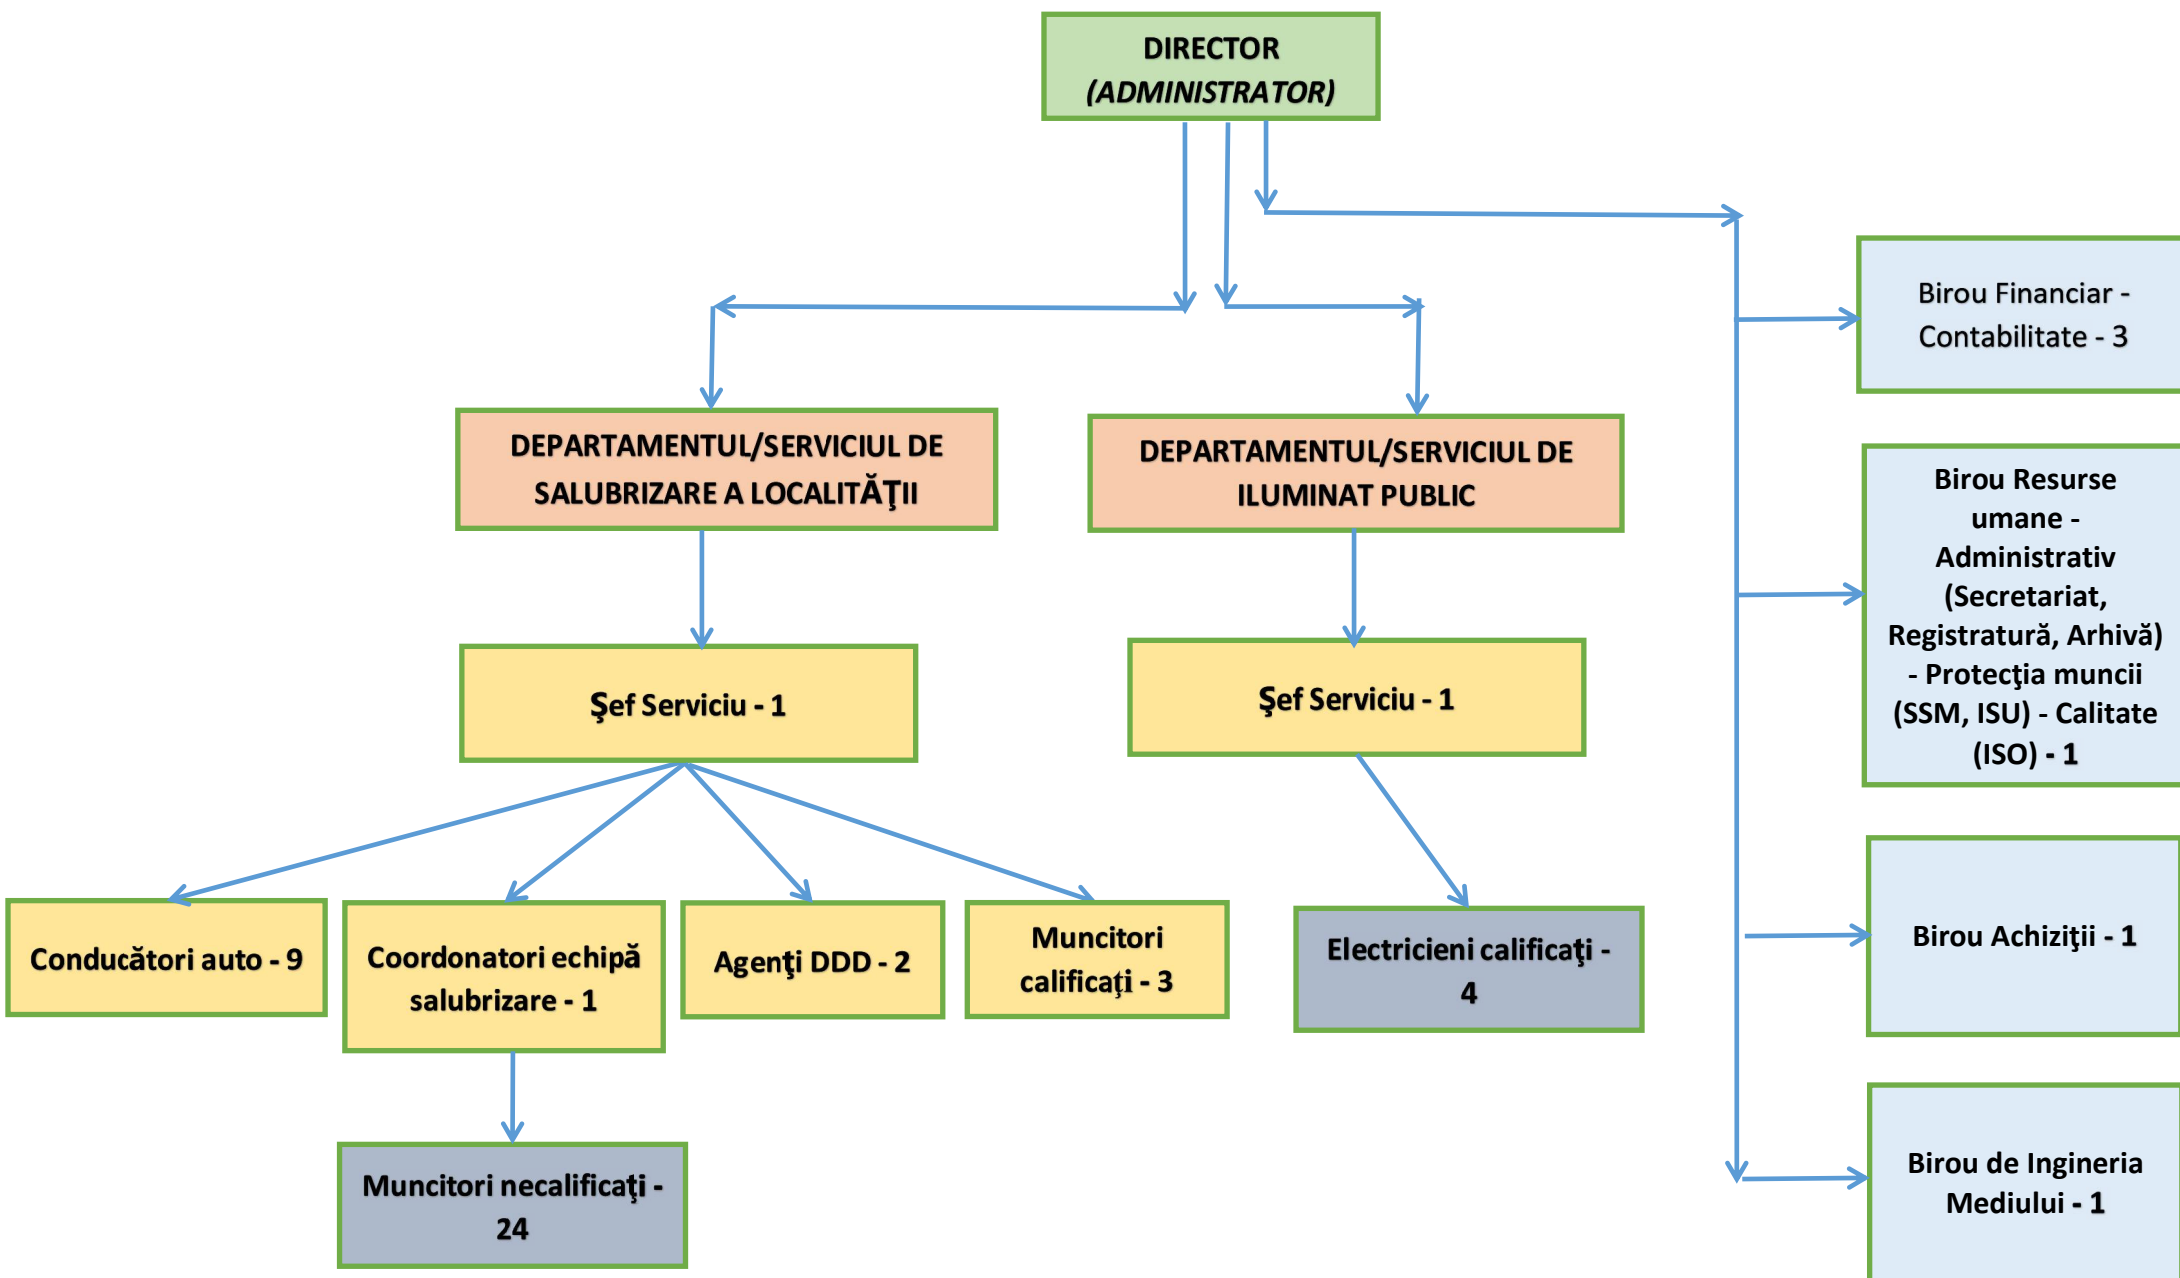 DIRECTOR
(ADMINISTRATOR)
Birou Financiar -
Contabilitate - 3
DEPARTAMENTUL/SERVICIUL DE
SALUBRIZARE A LOCALITĂŢII
DEPARTAMENTUL/SERVICIUL DE
ILUMINAT PUBLIC
Birou Resurse
umane -
Administrativ
(Secretariat,
Registratură, Arhivă)
- Protecţia muncii
(SSM, ISU) - Calitate
(ISO) - 1
Şef Serviciu - 1
Şef Serviciu - 1
Conducători auto - 9
Coordonatori echipă
salubrizare - 1
Agenţi DDD - 2
Muncitori
calificaţi - 3
Electricieni calificaţi -
4
Birou Achiziţii - 1
Muncitori necalificaţi -
24
Birou de Ingineria
Mediului - 1